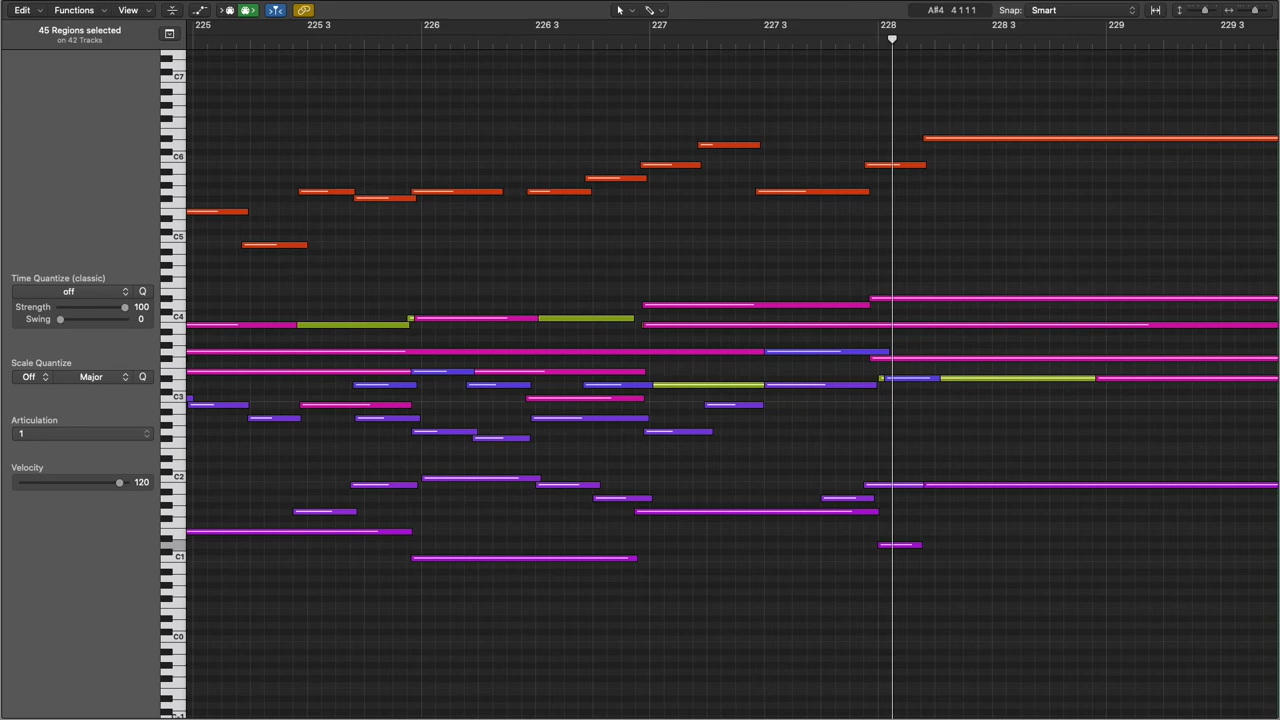 Edit Functions View A♯4 4 1 1 1 Snap: Smart
225 225 3 226 226 3 227 227 3 228 228 3 229 229 3
45 Regions selected
on 42 Tracks
C7
C6
C5
Time Quantize (classic)
off Q
Strength 100
Swing 0
C4
Scale Quantize
Off Major Q
C3
Articulation
1
Velocity
120
C2
C1
C0